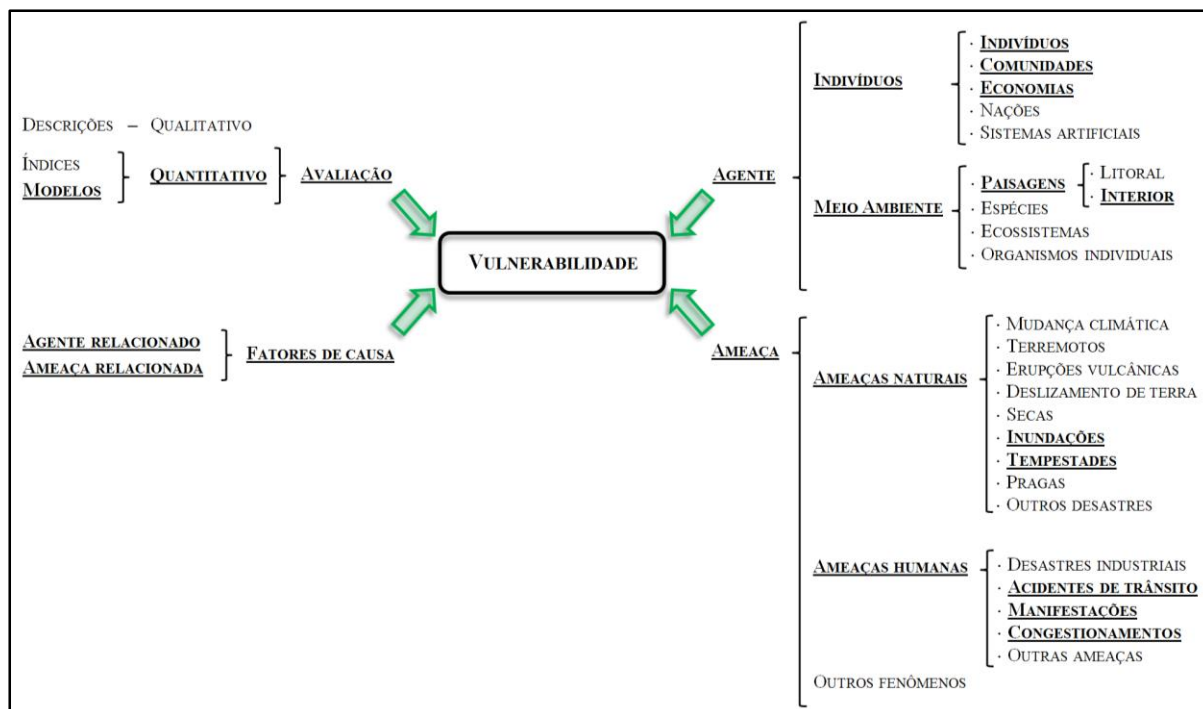 DESCRIÇÕES – QUALITATIVO
ÍNDICES
MODELOS
QUANTITATIVO
AVALIAÇÃO
AGENTE RELACIONADO
AMEAÇA RELACIONADA
FATORES DE CAUSA
VULNERABILIDADE
AGENTE
INDIVÍDUOS
· INDIVÍDUOS
· COMUNIDADES
· ECONOMIAS
· NAÇÕES
· SISTEMAS ARTIFICIAIS
MEIO AMBIENTE
· PAISAGENS
· LITORAL
· INTERIOR
· ESPÉCIES
· ECOSSISTEMAS
· ORGANISMOS INDIVIDUAIS
AMEAÇA
AMEAÇAS NATURAIS
· MUDANÇA CLIMÁTICA
· TERREMOTOS
· ERUPÇÕES VULCÂNICAS
· DESLIZAMENTO DE TERRA
· SECAS
· INUNDAÇÕES
· TEMPESTADES
· PRAGAS
· OUTROS DESASTRES
AMEAÇAS HUMANAS
· DESASTRES INDUSTRIAIS
· ACIDENTES DE TRÂNSITO
· MANIFESTAÇÕES
· CONGESTIONAMENTOS
· OUTRAS AMEAÇAS
OUTROS FENÔMENOS